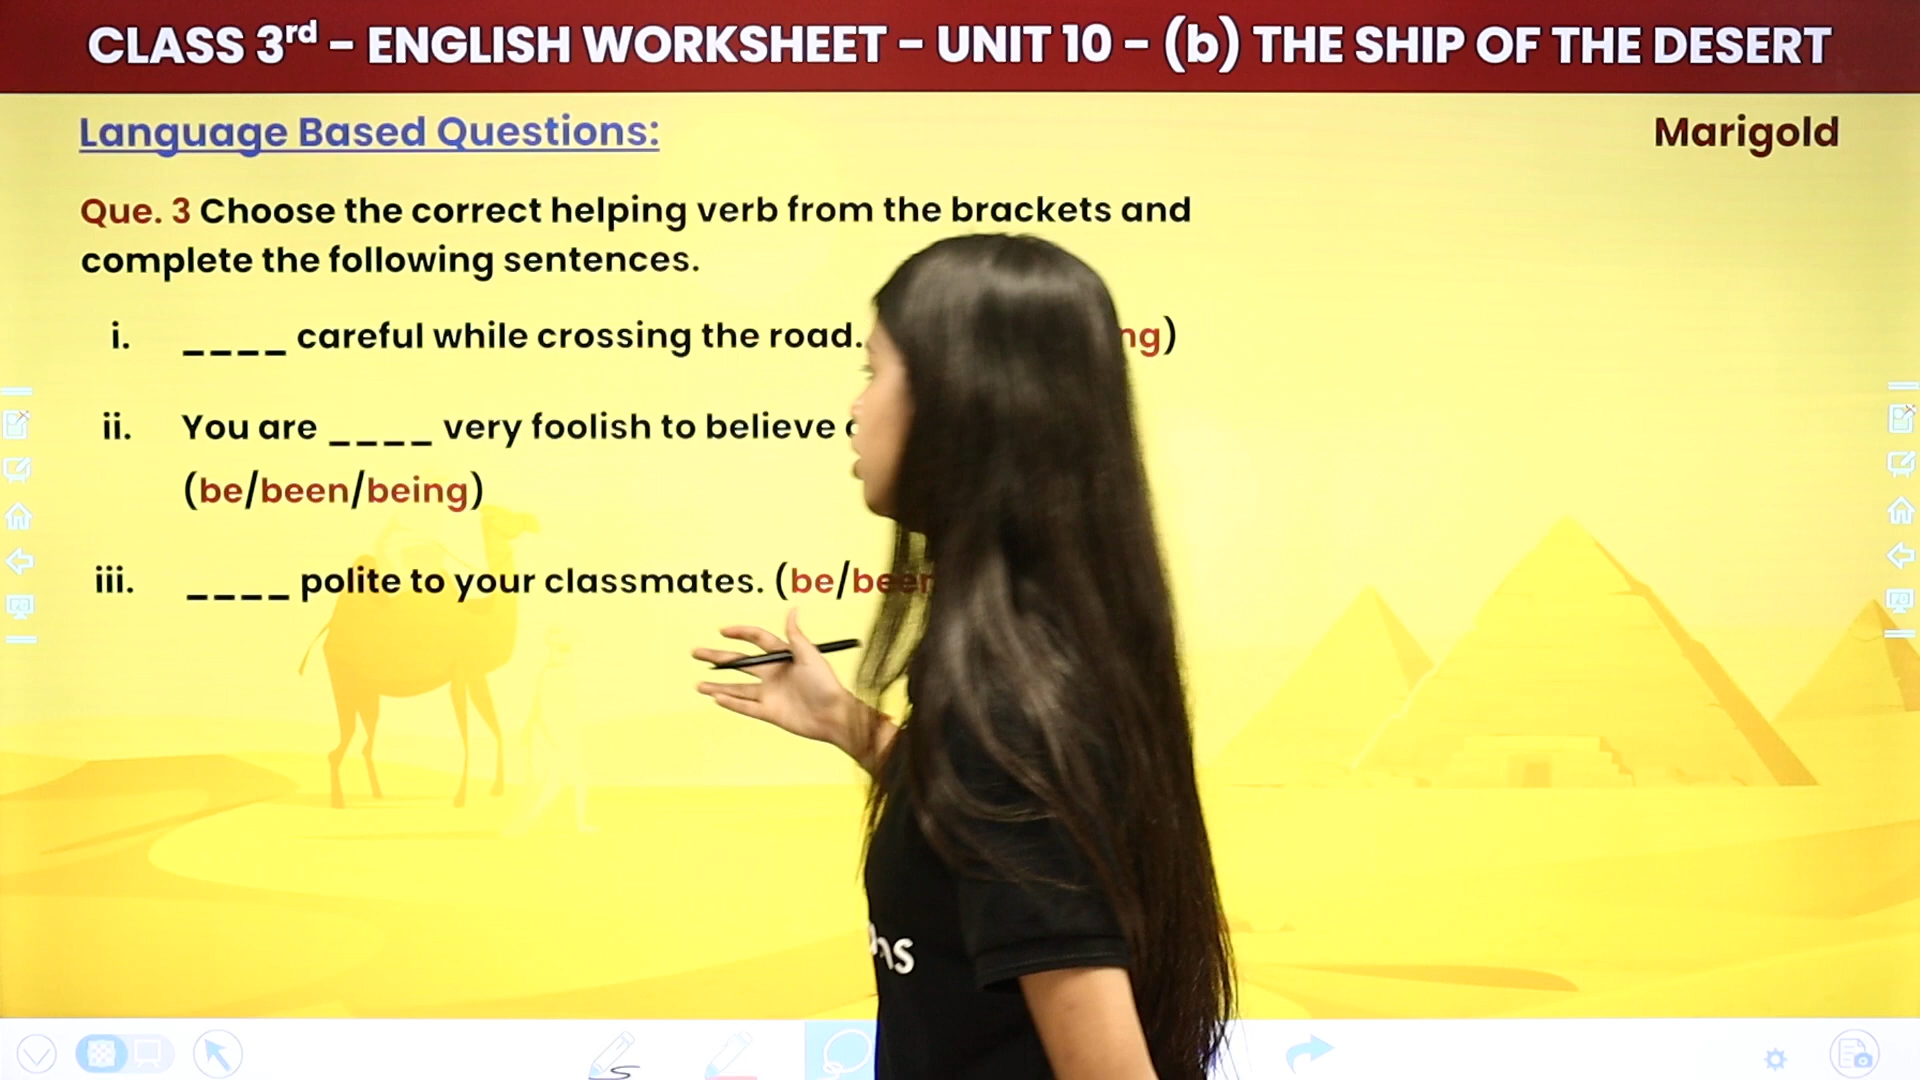 CLASS 3rd - ENGLISH WORKSHEET - UNIT 10 - (b) THE SHIP OF THE DESERT
Language Based Questions:
Marigold
Que. 3 Choose the correct helping verb from the brackets and
complete the following sentences.
i. ____ careful while crossing the road. ng)
ii. You are ____ very foolish to believe
(be/been/being)
iii. ____ polite to your classmates. (be/been